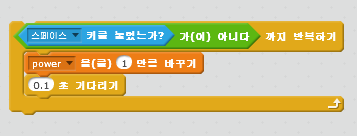 스페이스 키를 눌렀는가? 가(이) 아니다 까지 반복하기
power 을(를) 1 만큼 바꾸기
0.1 초 기다리기